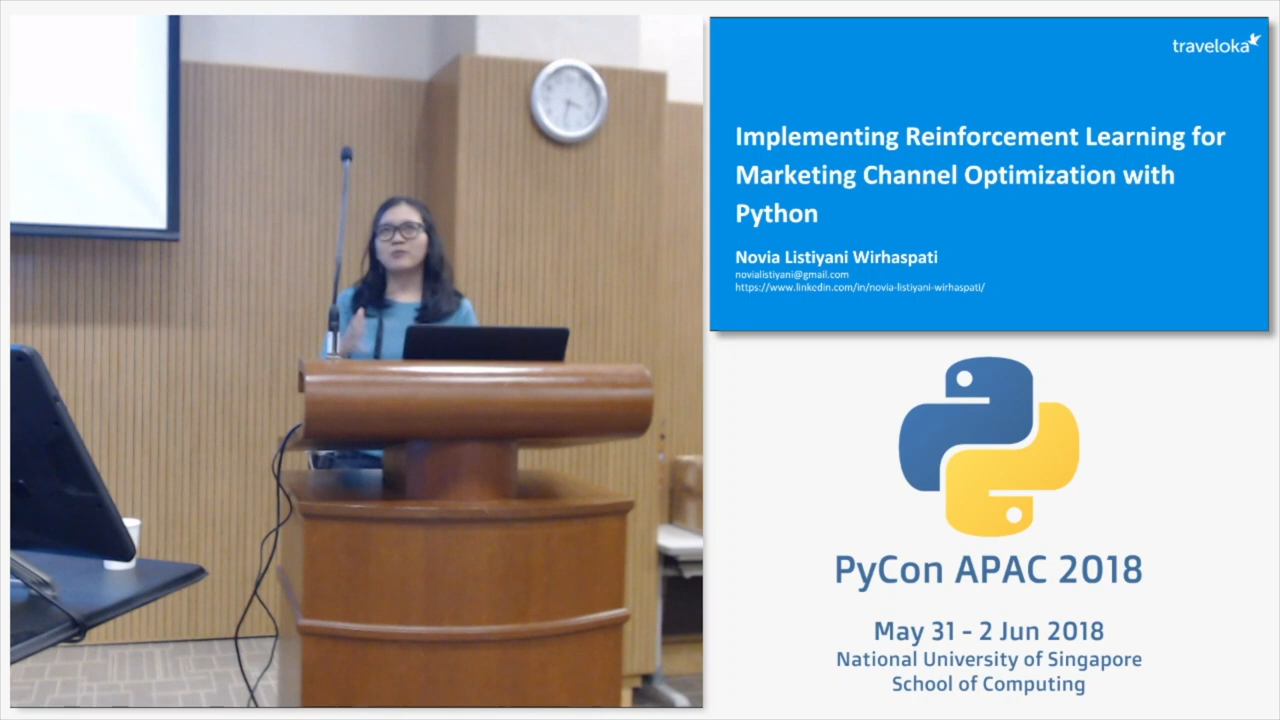 traveloka
Implementing Reinforcement Learning for
Marketing Channel Optimization with
Python
Novia Listiyani Wirhaspati
novialistiyani@gmail.com
https://www.linkedin.com/in/novia-listiyani-wirhaspati/
PyCon APAC 2018
May 31 - 2 Jun 2018
National University of Singapore
School of Computing